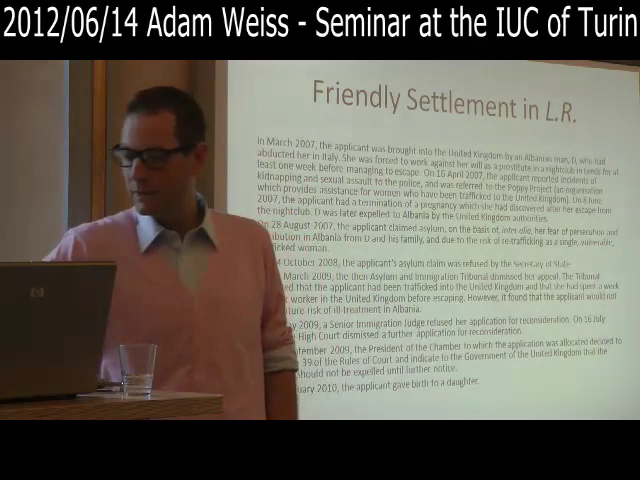 2012/06/14 Adam Weiss - Seminar at the IUC of Turin
Friendly Settlement in L.R.
In March 2007, the applicant was brought into the United Kingdom by an Albanian man, D, who had
abducted her in Italy. She was forced to work against her will as a prostitute in a nightclub in Leeds for at
least one week before managing to escape. On 16 April 2007, the applicant reported incidents of
kidnapping and sexual assault to the police, and was referred to the Poppy Project (an organisation
which provides assistance for women who have been trafficked to the United Kingdom). On 8 June
2007, the applicant had a termination of a pregnancy which she had discovered after her escape from
the nightclub. D was later expelled to Albania by the United Kingdom authorities.
On 28 August 2007, the applicant claimed asylum, on the basis of, inter alia, her fear of persecution and
in Albania from D and his family, and due to the risk of re-trafficking as a single, vulnerable,
woman.
October 2008, the applicant's asylum claim was refused by the Secretary of State.
March 2009, the then Asylum and Immigration Tribunal dismissed her appeal. The Tribunal
that the applicant had been trafficked into the United Kingdom and that she had spent a week
worker in the United Kingdom before escaping. However, it found that the applicant would not
risk of ill-treatment in Albania.
2009, a Senior Immigration Judge refused her application for reconsideration. On 16 July
High Court dismissed a further application for reconsideration.
2009, the President of the Chamber to which the application was allocated decided to
39 of the Rules of Court and indicate to the Government of the United Kingdom that the
should not be expelled until further notice.
2010, the applicant gave birth to a daughter.
hp